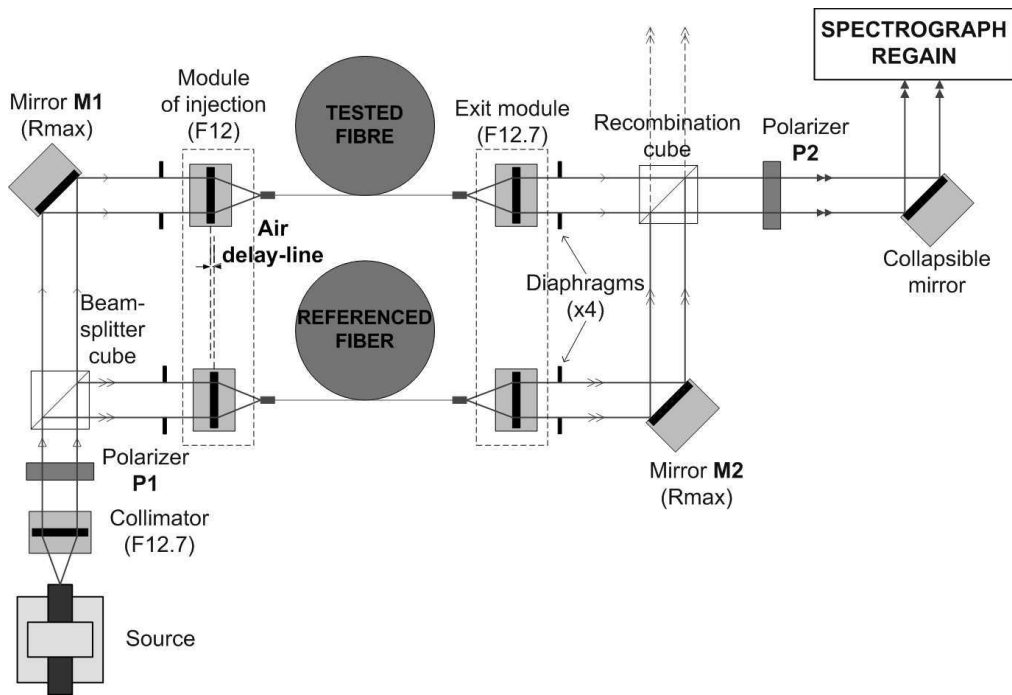 SPECTROGRAPH
REGAIN
Mirror M1
(Rmax)
Module
of injection
(F12)
TESTED
FIBRE
Exit module
(F12.7)
Recombination
cube
Polarizer
P2
Air
delay-line
Collapsible
mirror
Beam-
splitter
cube
REFERENCED
FIBER
Diaphragms
(x4)
Polarizer
P1
Mirror M2
(Rmax)
Collimator
(F12.7)
Source